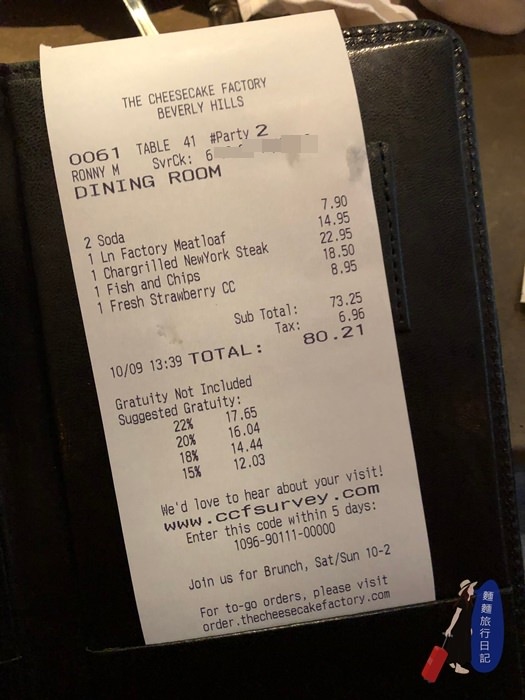 THE CHEESECAKE FACTORY
BEVERLY HILLS
0061 TABLE 41 #Party 2
RONNY M SvrCk: 6
DINING ROOM
2 Soda 7.90
1 Ln Factory Meatloaf 14.95
1 Chargrilled NewYork Steak 22.95
1 Fish and Chips 18.50
1 Fresh Strawberry CC 8.95
Sub Total: 73.25
Tax: 6.96
10/09 13:39 TOTAL: 80.21
Gratuity Not Included
Suggested Gratuity:
22% 17.65
20% 16.04
18% 14.44
15% 12.03
We'd love to hear about your visit!
www.ccfsurvey.com
Enter this code within 5 days:
1096-90111-00000
Join us for Brunch, Sat/Sun 10-2
For to-go orders, please visit
order.thecheesecakefactory.com
麵麵旅行日記